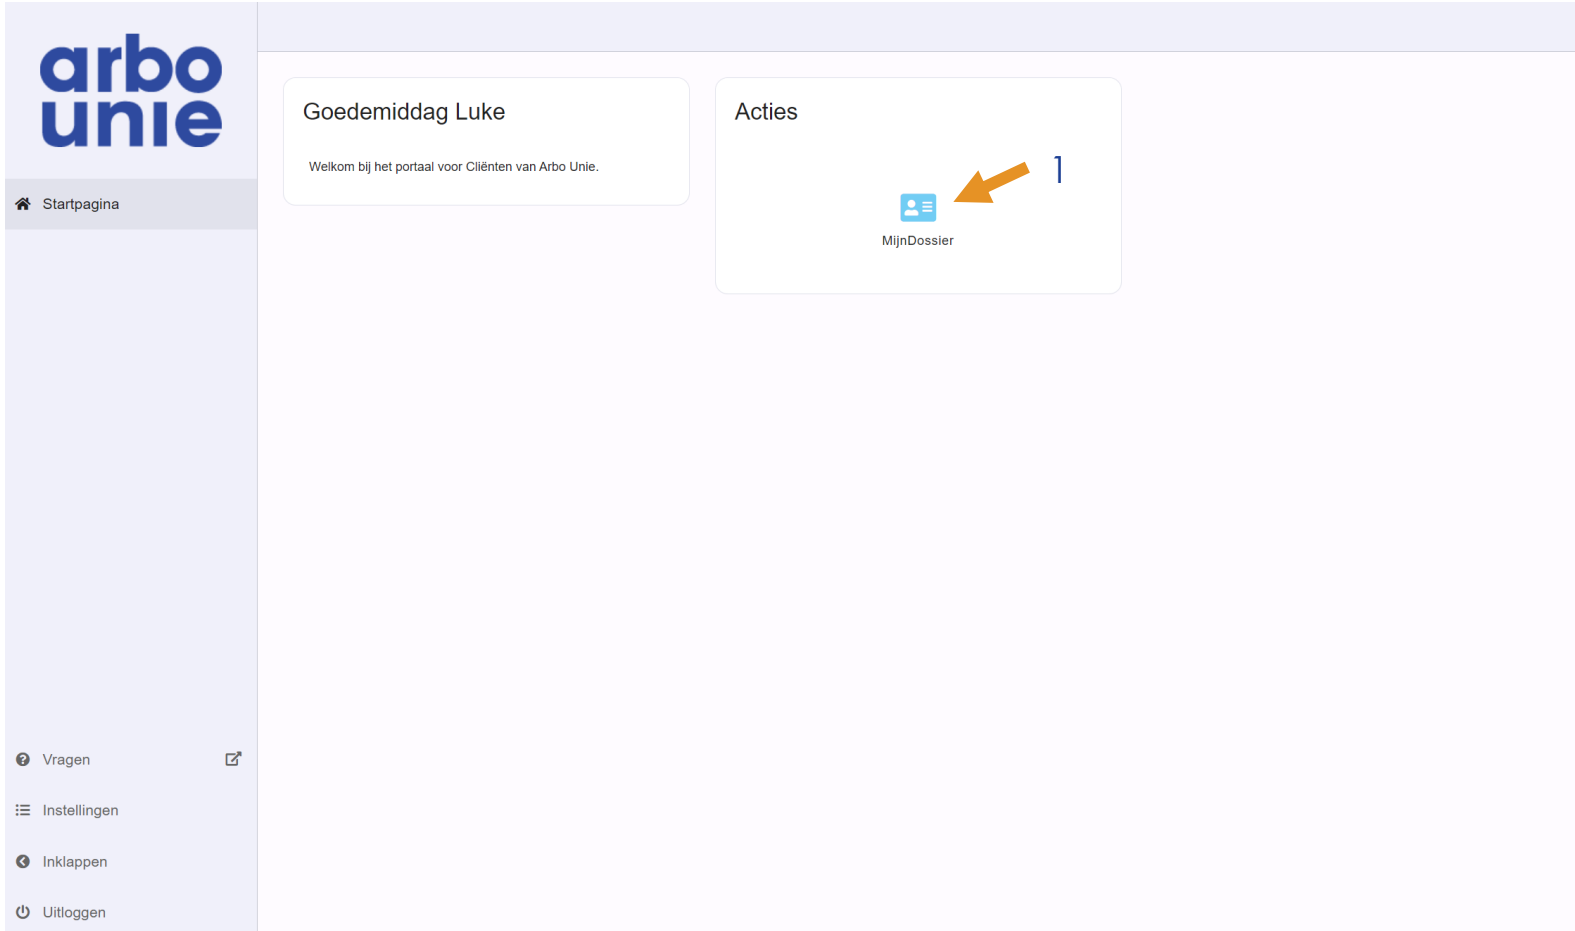 arbo
unie
Startpagina
Vragen
Instellingen
Inklappen
Uitloggen
Goedemiddag Luke
Welkom bij het portaal voor Cliënten van Arbo Unie.
Acties
1
MijnDossier